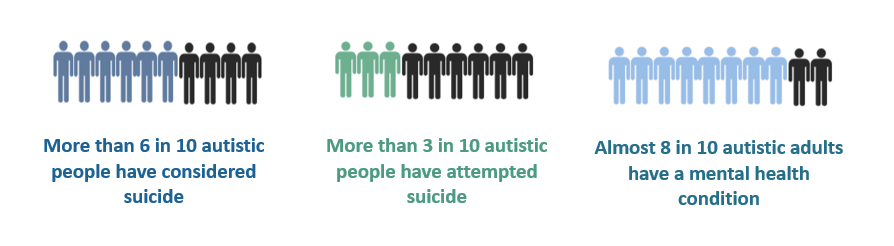 More than 6 in 10 autistic
people have considered
suicide
More than 3 in 10 autistic
people have attempted
suicide
Almost 8 in 10 autistic adults
have a mental health
condition